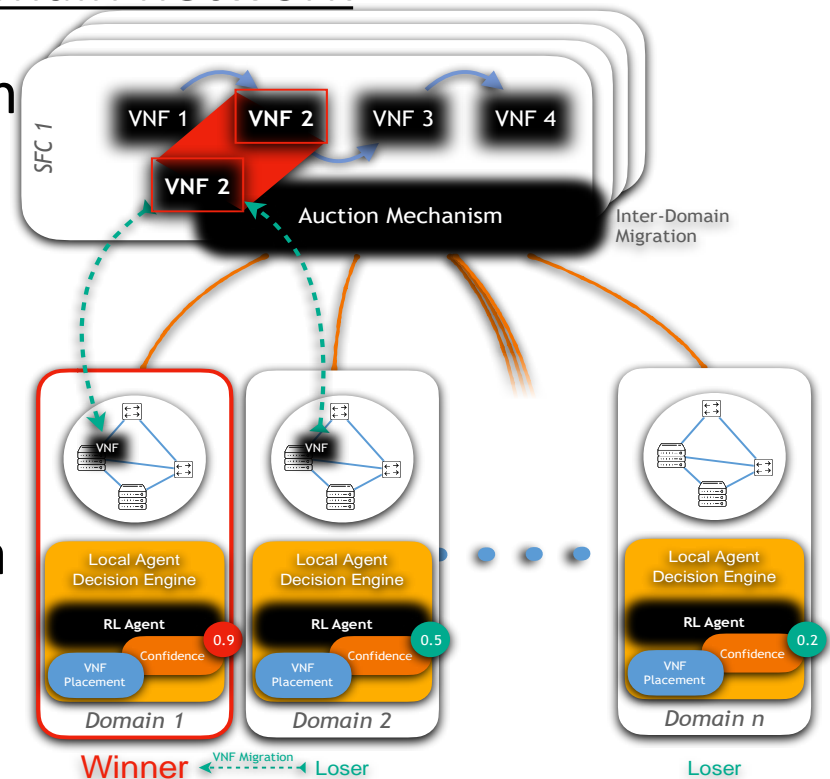 SFC 1
VNF 1
VNF 2
VNF 3
VNF 4
VNF 2
Auction Mechanism
Inter-Domain
Migration
VNF
VNF
Local Agent
Decision Engine
RL Agent
0.9
Confidence
VNF
Placement
Domain 1
Local Agent
Decision Engine
RL Agent
0.5
Confidence
VNF
Placement
Domain 2
Local Agent
Decision Engine
RL Agent
0.2
Confidence
VNF
Placement
Domain n
Winner
VNF Migration
Loser
Loser